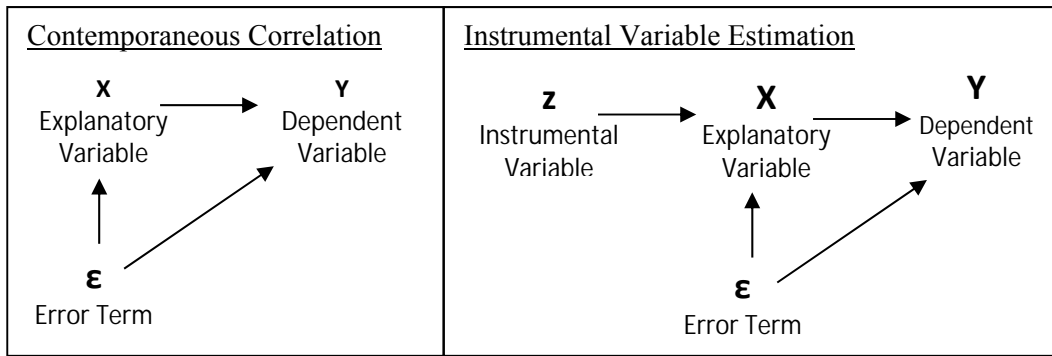 Contemporaneous Correlation
X
Explanatory
Variable
Y
Dependent
Variable
ε
Error Term
Instrumental Variable Estimation
z
Instrumental
Variable
X
Explanatory
Variable
Y
Dependent
Variable
ε
Error Term